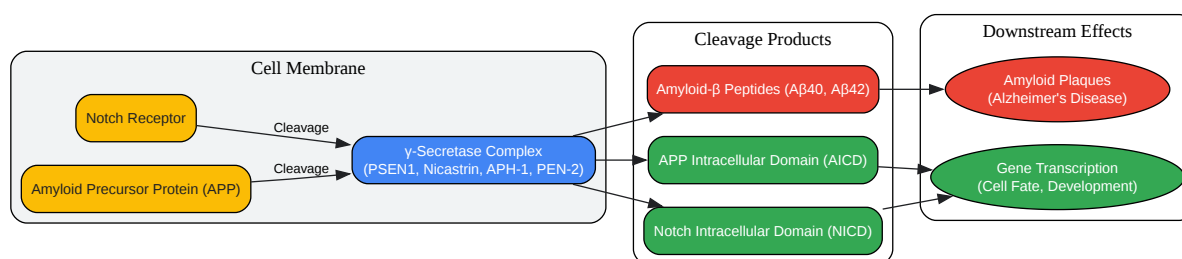 Cell Membrane
Notch Receptor
Amyloid Precursor Protein (APP)
Cleavage
Cleavage
γ-Secretase Complex
(PSEN1, Nicastrin, APH-1, PEN-2)
Cleavage Products
Amyloid-β Peptides (Aβ40, Aβ42)
APP Intracellular Domain (AICD)
Notch Intracellular Domain (NICD)
Downstream Effects
Amyloid Plaques
(Alzheimer's Disease)
Gene Transcription
(Cell Fate, Development)